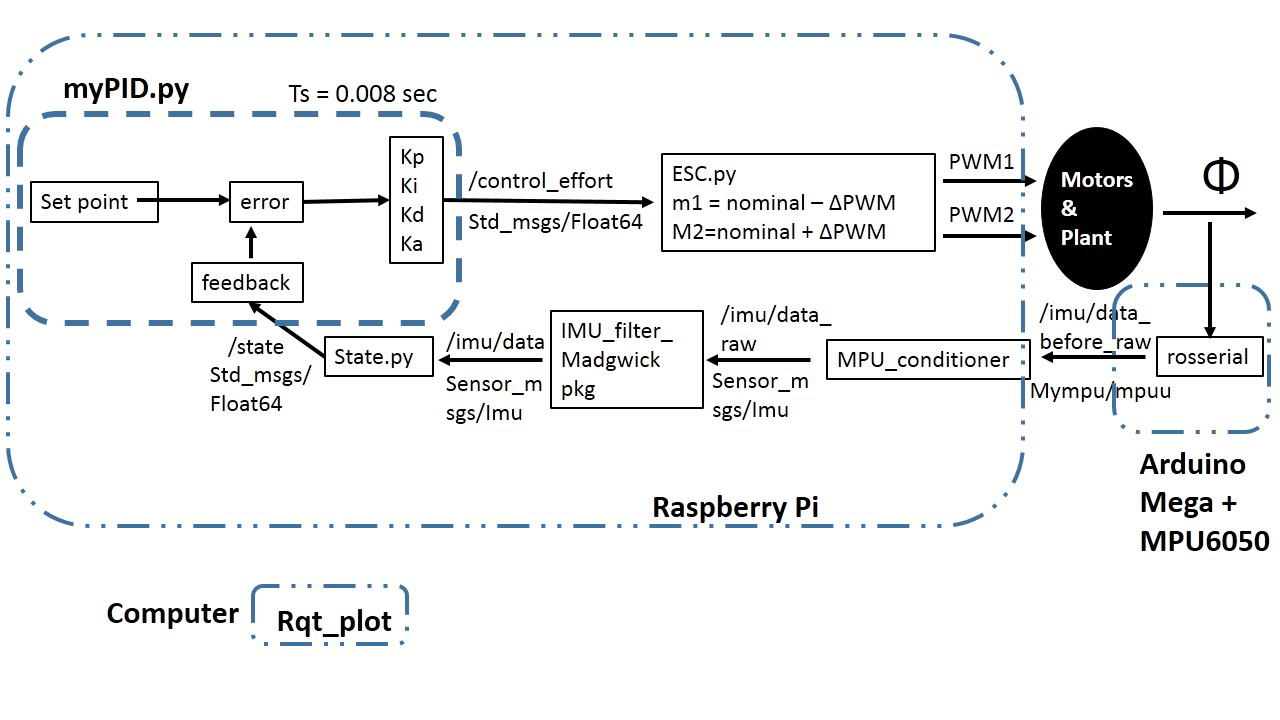 myPID.py
Ts = 0.008 sec
Set point
error
Kp
Ki
Kd
Ka
/control_effort
Std_msgs/Float64
ESC.py
m1 = nominal – ΔPWM
M2=nominal + ΔPWM
PWM1
PWM2
Motors
&
Plant
Φ
feedback
/state
Std_msgs/
Float64
State.py
/imu/data
Sensor_m
sgs/Imu
IMU_filter_
Madgwick
pkg
/imu/data_
raw
Sensor_m
sgs/Imu
MPU_conditioner
/imu/data_
before_raw
Mympu/mpuu
rosserial
Raspberry Pi
Arduino
Mega +
MPU6050
Computer
Rqt_plot